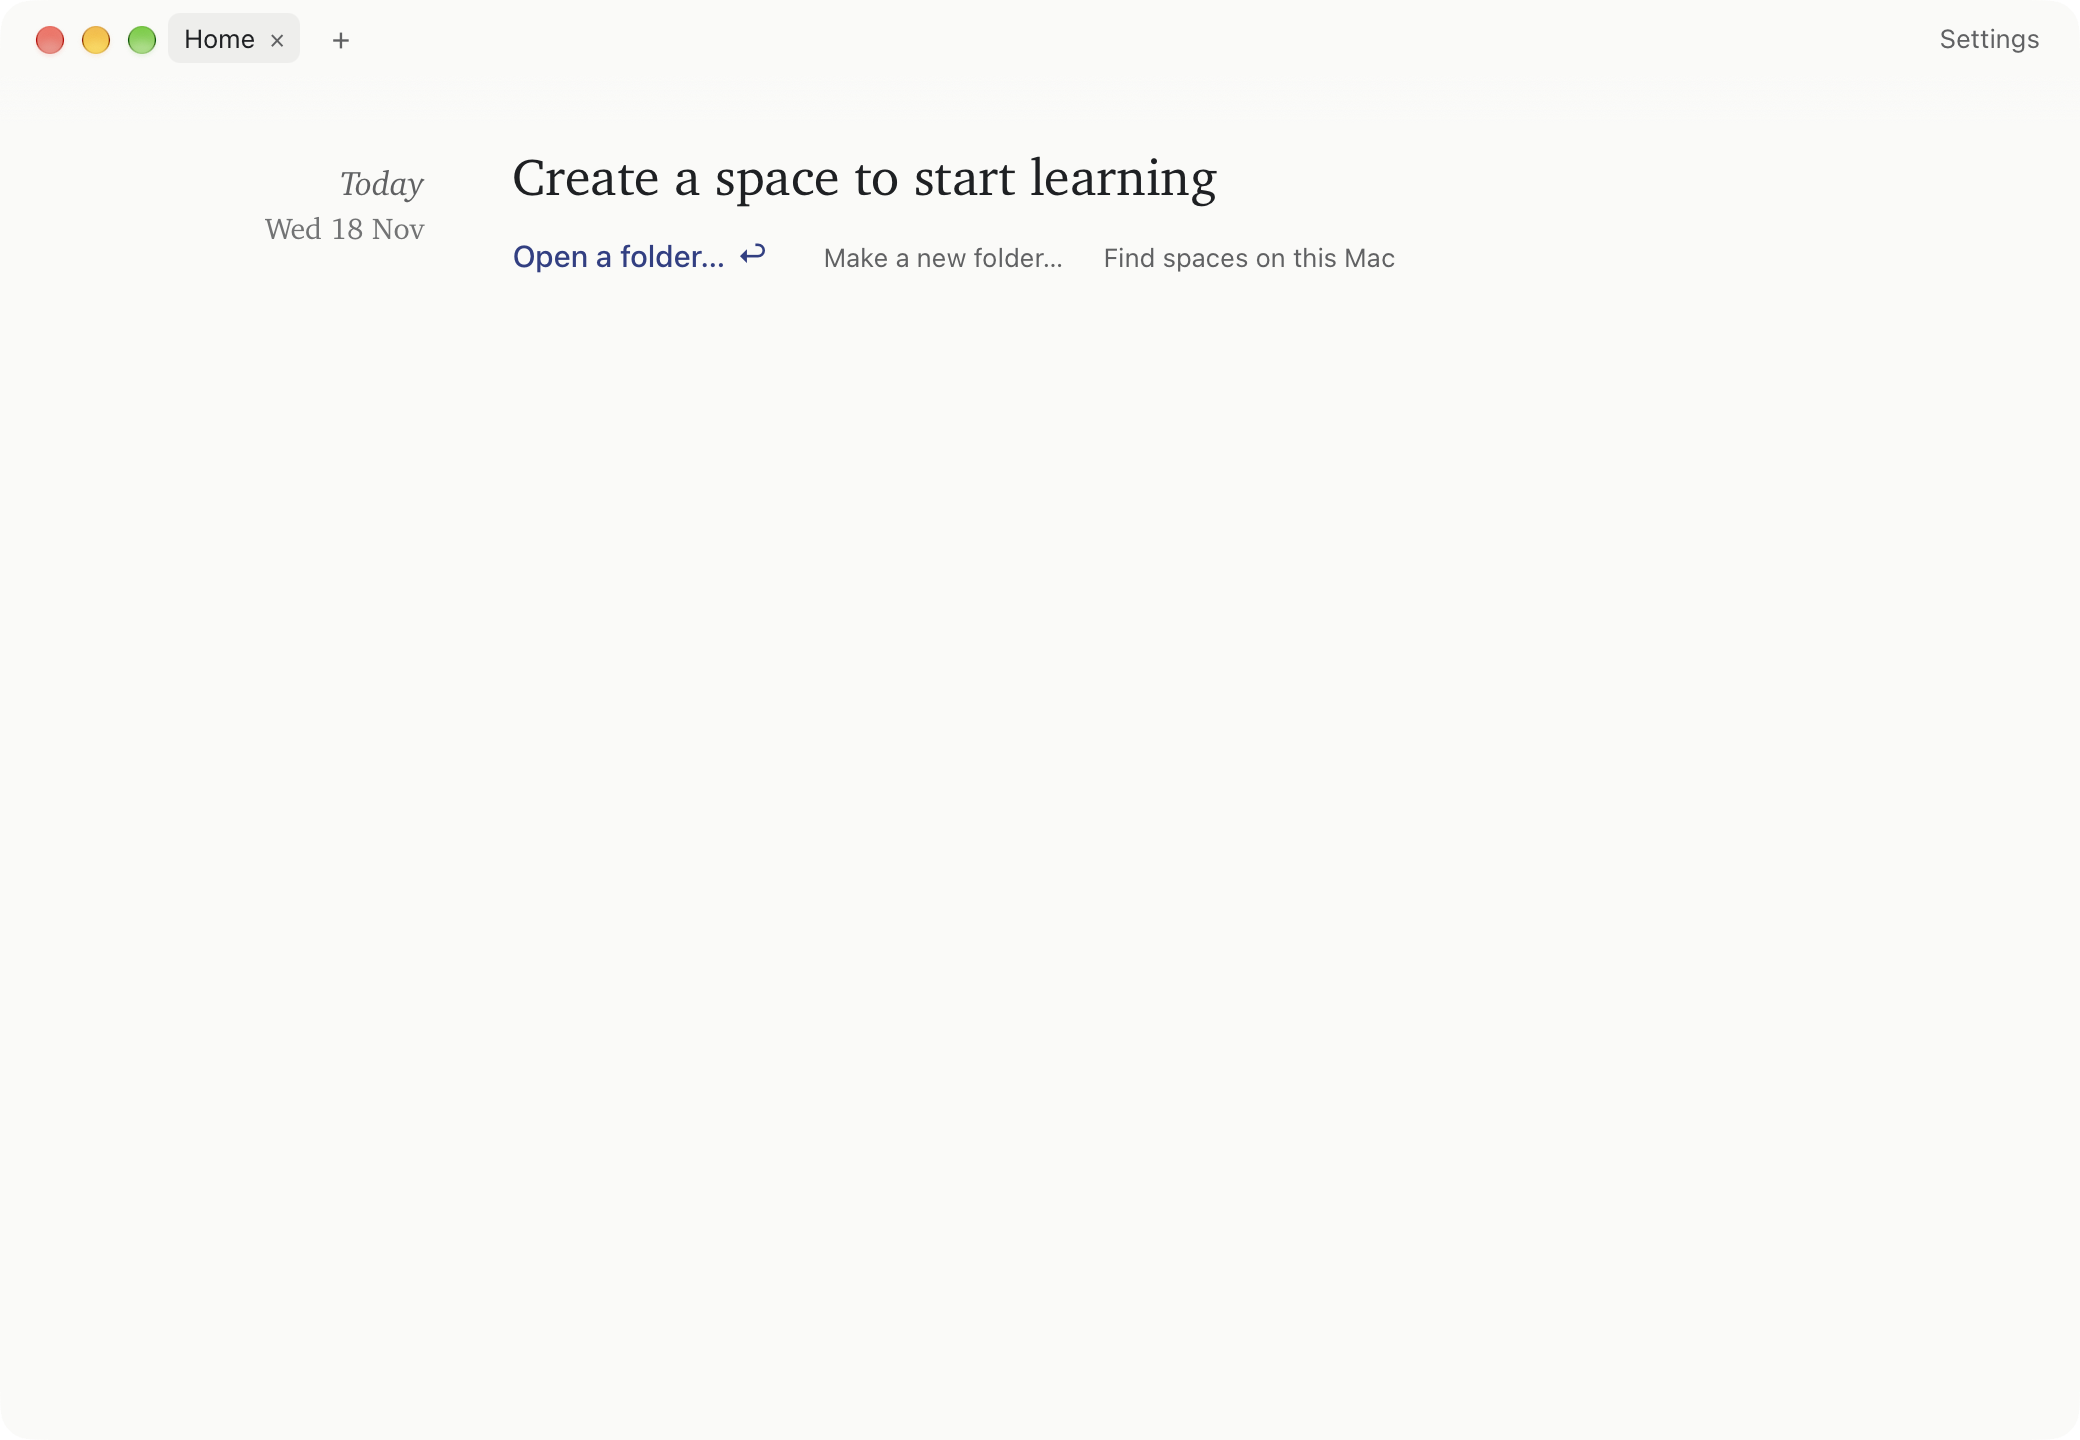 Home × +
Settings
Today
Wed 18 Nov
Create a space to start learning
Open a folder... Make a new folder... Find spaces on this Mac